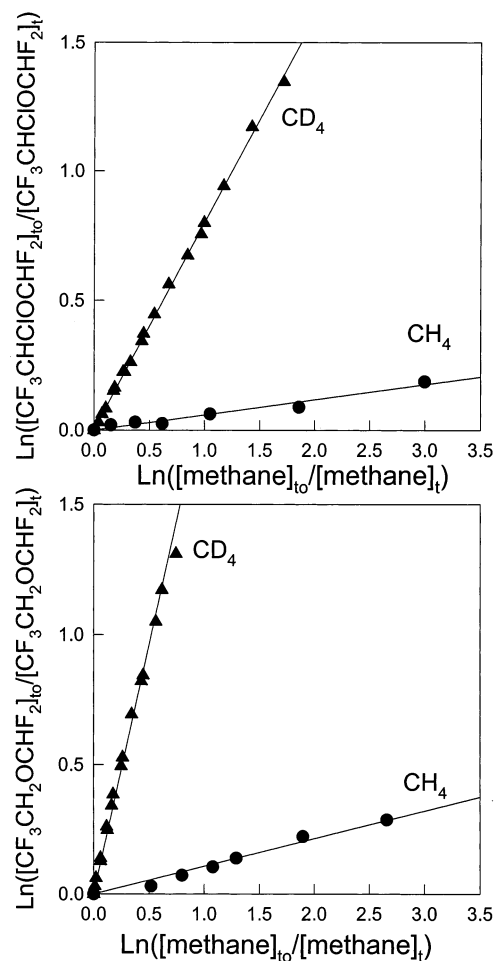 Ln([CF₃CHClOCHF₂]ₜₒ/[CF₃CHClOCHF₂]ₜ)
1.5
1.0
0.5
0.0
CD₄
CH₄
0.0 0.5 1.0 1.5 2.0 2.5 3.0 3.5
Ln([methane]ₜₒ/[methane]ₜ)
Ln([CF₃CH₂OCHF₂]ₜₒ/[CF₃CH₂OCHF₂]ₜ)
1.5
1.0
0.5
0.0
CD₄
CH₄
0.0 0.5 1.0 1.5 2.0 2.5 3.0 3.5
Ln([methane]ₜₒ/[methane]ₜ)